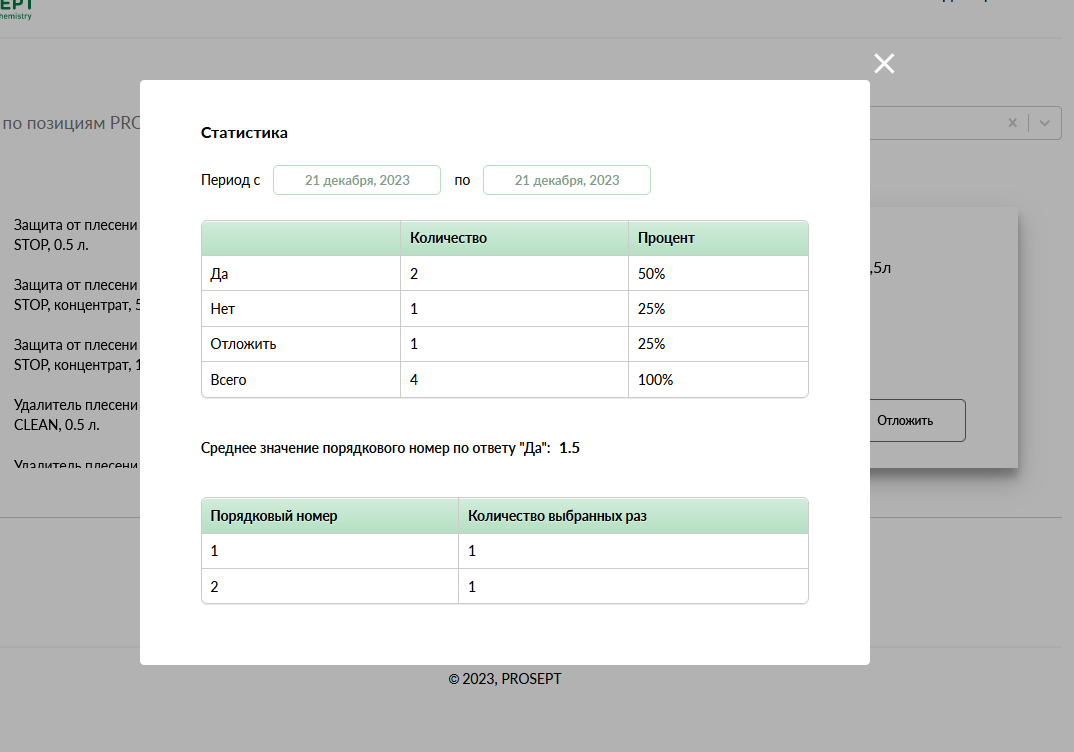 EPT
hemistry
по позициям PRO
Статистика
Период с 21 декабря, 2023 по 21 декабря, 2023
Количество Процент
Да 2 50%
Нет 1 25%
Отложить 1 25%
Всего 4 100%
Среднее значение порядкового номер по ответу "Да": 1.5
Порядковый номер Количество выбранных раз
1 1
2 1
Защита от плесени
STOP, 0.5 л.
Защита от плесени
STOP, концентрат, 5
Защита от плесени
STOP, концентрат, 1
Удалитель плесени
CLEAN, 0.5 л.
Удалитель плесени
,5л
Отложить
© 2023, PROSEPT